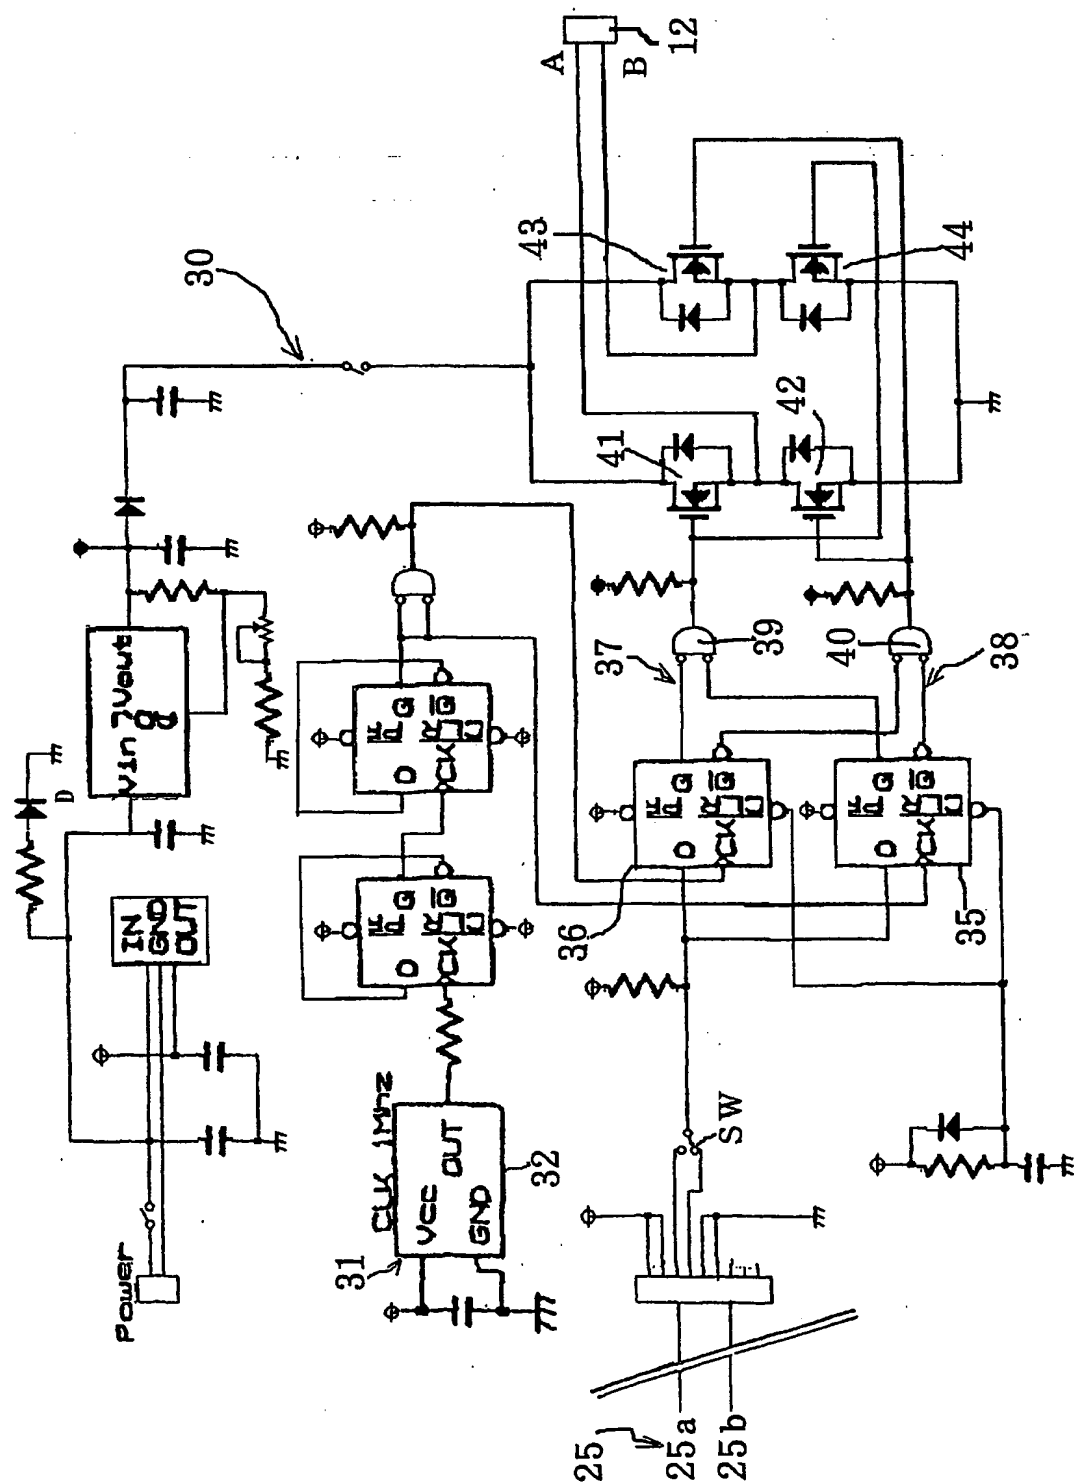 12
A
B
30
43
44
41
42
D
Vin
Vout
IN
GND
OUT
Power
CLK 1MHz
VCC
OUT
GND
31
32
D
CK
Q
Q
D
CK
Q
Q
37
39
40
38
D
CK
Q
Q
36
D
CK
Q
Q
35
SW
25
25a
25b